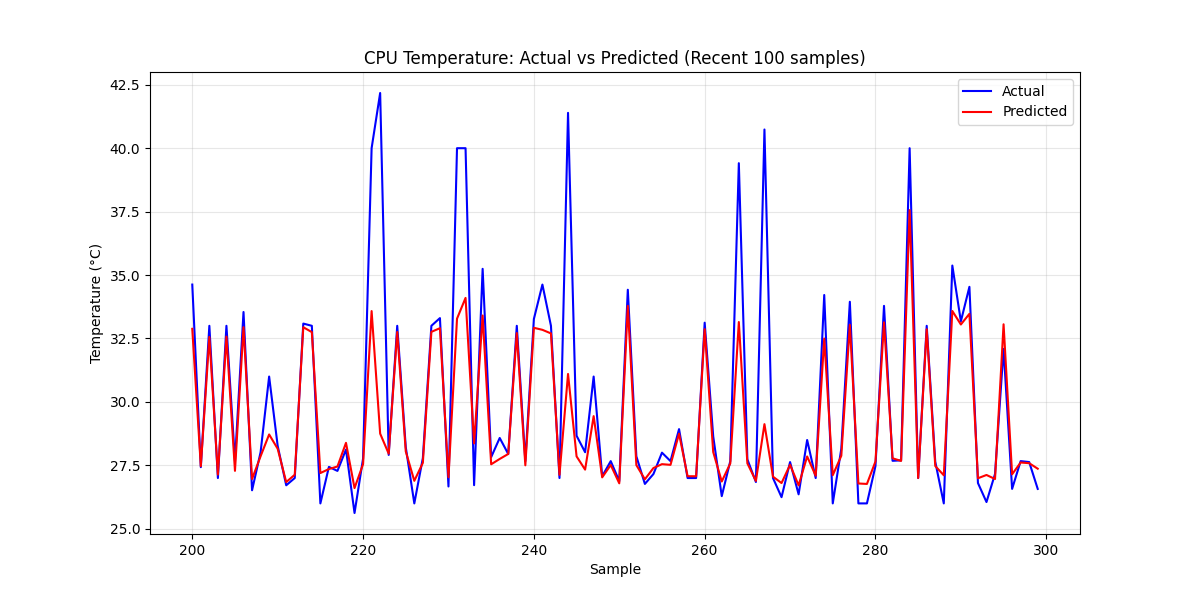 CPU Temperature: Actual vs Predicted (Recent 100 samples)
Actual
Predicted
42.5
40.0
37.5
35.0
32.5
30.0
27.5
25.0
Temperature (°C)
200
220
240
260
280
300
Sample